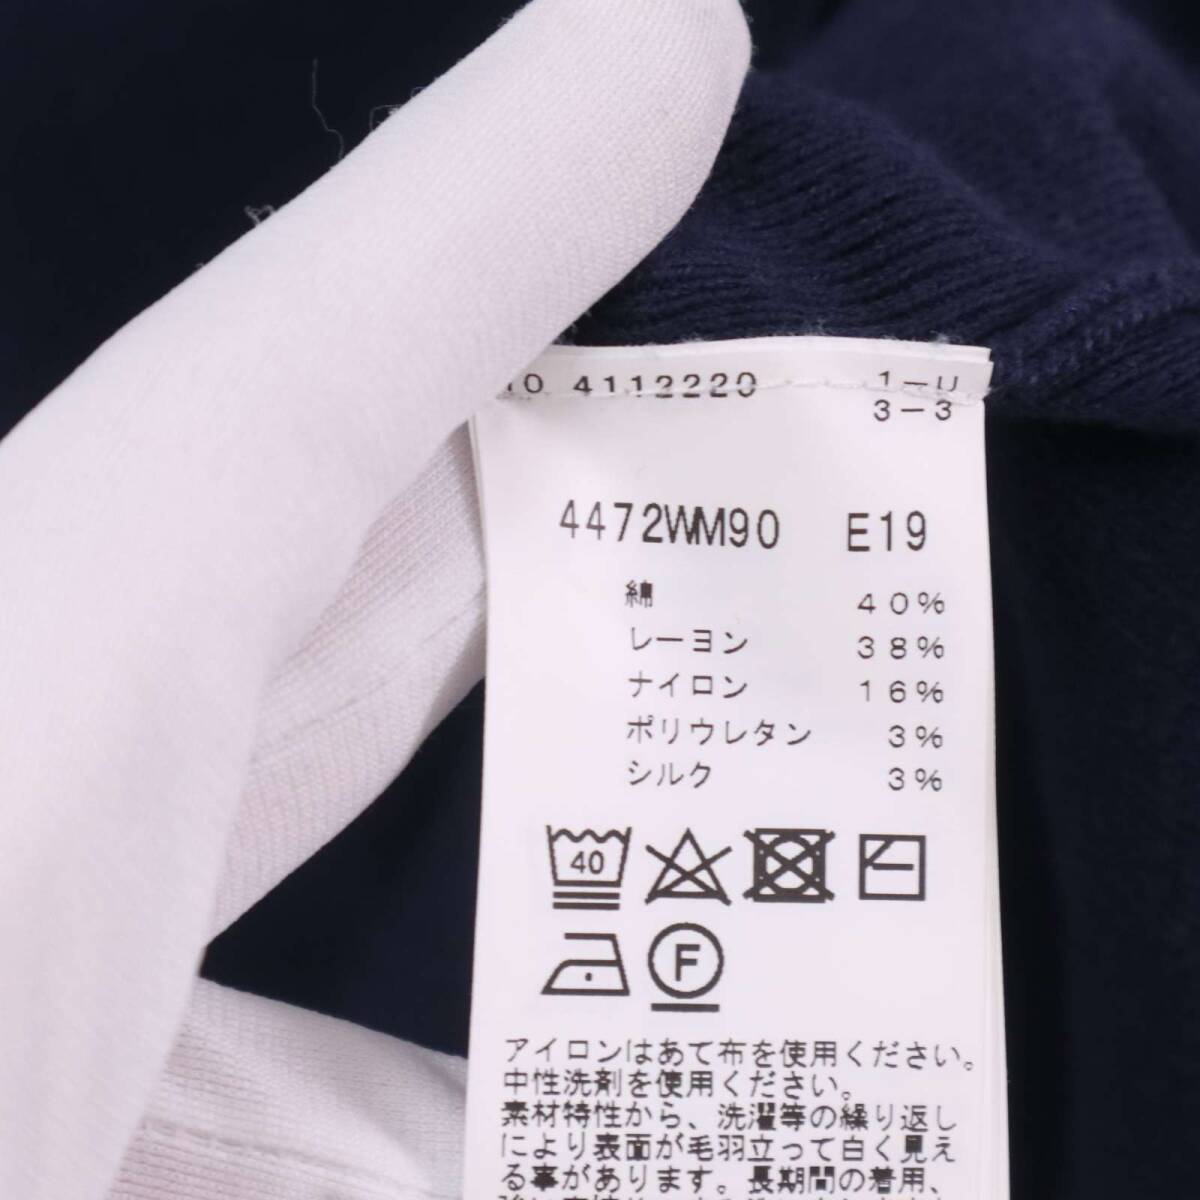 4112220 1-U
3-3
4472WM90 E19
綿 40%
レーヨン 38%
ナイロン 16%
ポリウレタン 3%
シルク 3%
40
F
アイロンはあて布を使用ください。
中性洗剤を使用ください。
素材特性から、洗濯等の繰り返し
により表面が毛羽立って白く見え
る事があります。長期間の着用、